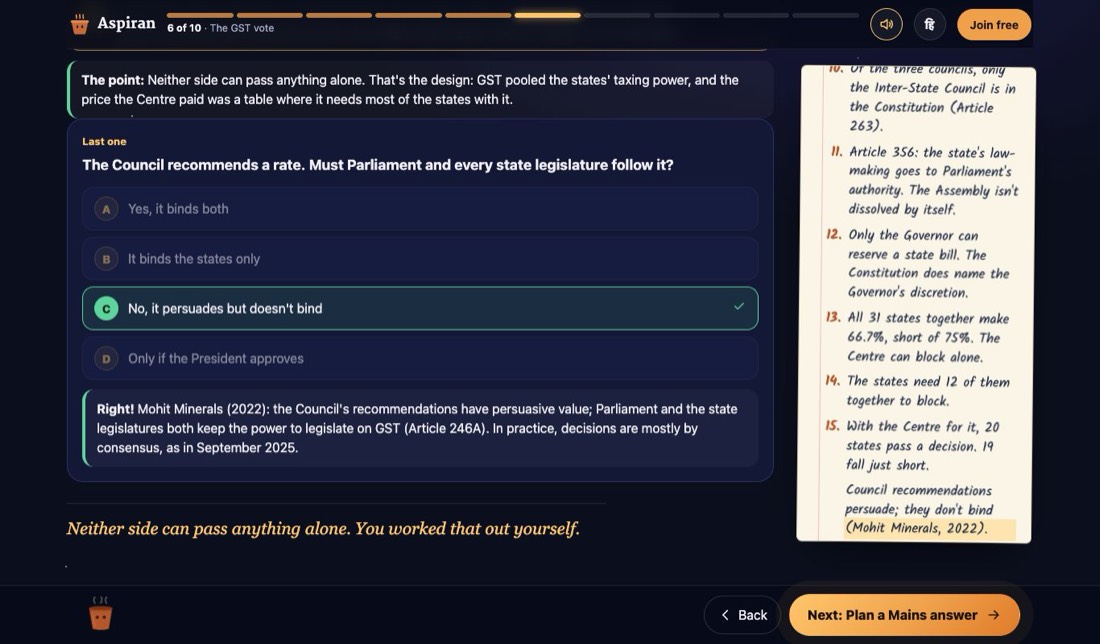 Aspiran
6 of 10 · The GST vote
हि
Join free
The point: Neither side can pass anything alone. That's the design: GST pooled the states' taxing power, and the
price the Centre paid was a table where it needs most of the states with it.
Last one
The Council recommends a rate. Must Parliament and every state legislature follow it?
A Yes, it binds both
B It binds the states only
C No, it persuades but doesn't bind
D Only if the President approves
Right! Mohit Minerals (2022): the Council's recommendations have persuasive value; Parliament and the state
legislatures both keep the power to legislate on GST (Article 246A). In practice, decisions are mostly by
consensus, as in September 2025.
Neither side can pass anything alone. You worked that out yourself.
10. Of the three councils, only
the Inter-State Council is in
the Constitution (Article
263).
11. Article 356: the state's law-
making goes to Parliament's
authority. The Assembly isn't
dissolved by itself.
12. Only the Governor can
reserve a state bill. The
Constitution does name the
Governor's discretion.
13. All 31 states together make
66.7%, short of 75%. The
Centre can block alone.
14. The states need 12 of them
together to block.
15. With the Centre for it, 20
states pass a decision. 19
fall just short.
Council recommendations
persuade; they don't bind
(Mohit Minerals, 2022).
Back
Next: Plan a Mains answer